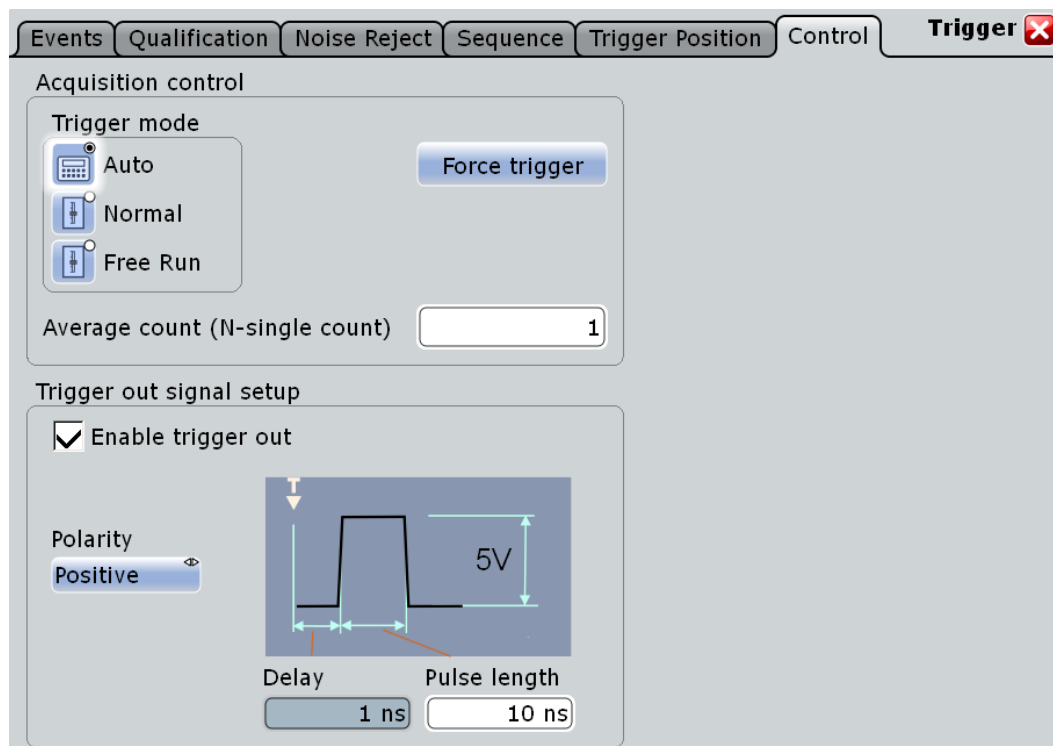 Events Qualification Noise Reject Sequence Trigger Position Control Trigger
Acquisition control
Trigger mode
Auto
Force trigger
Normal
Free Run
Average count (N-single count) 1
Trigger out signal setup
Enable trigger out
T
5V
Polarity
Positive
Delay Pulse length
1 ns 10 ns